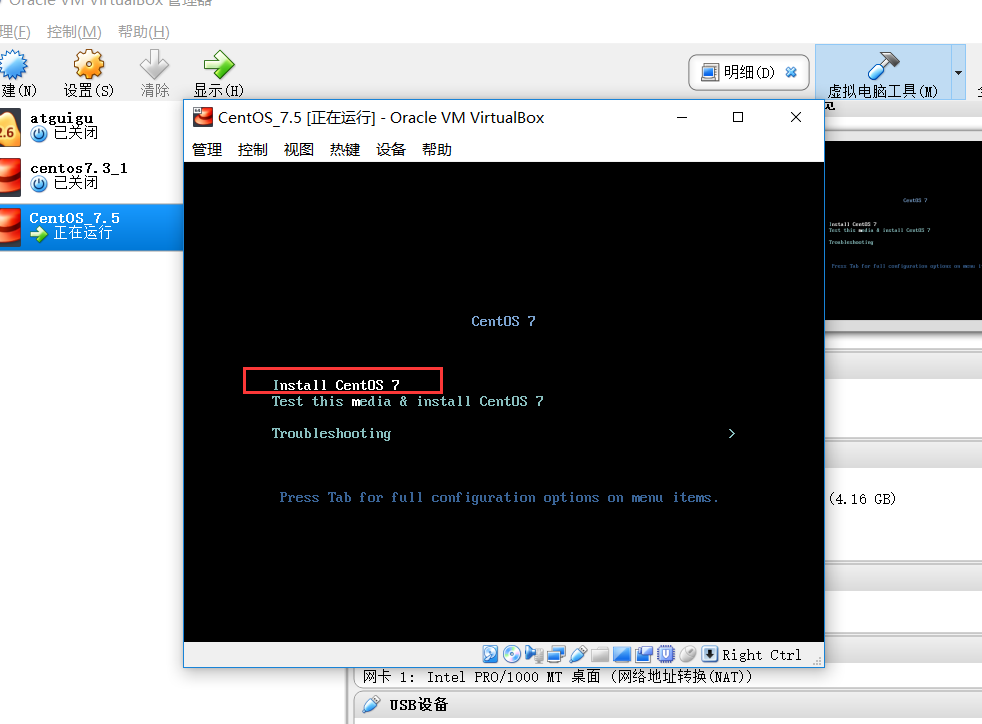 Oracle VM VirtualBox 管理器
理(F) 控制(M) 帮助(H)
建(N) 设置(S) 清除 显示(H) 明细(D) 虚拟电脑工具(M)
2.6
atguigu
已关闭
centos7.3_1
已关闭
CentOS_7.5
正在运行
CentOS_7.5 [正在运行] - Oracle VM VirtualBox
管理 控制 视图 热键 设备 帮助
CentOS 7
Install CentOS 7
Test this media & install CentOS 7
Troubleshooting >
Press Tab for full configuration options on menu items.
Right Ctrl
CentOS 7
Install CentOS 7
Test this media & install CentOS 7
Troubleshooting
Press Tab for full configuration options on menu
(4.16 GB)
网卡 1: Intel PRO/1000 MT 桌面 (网络地址转换(NAT))
USB设备